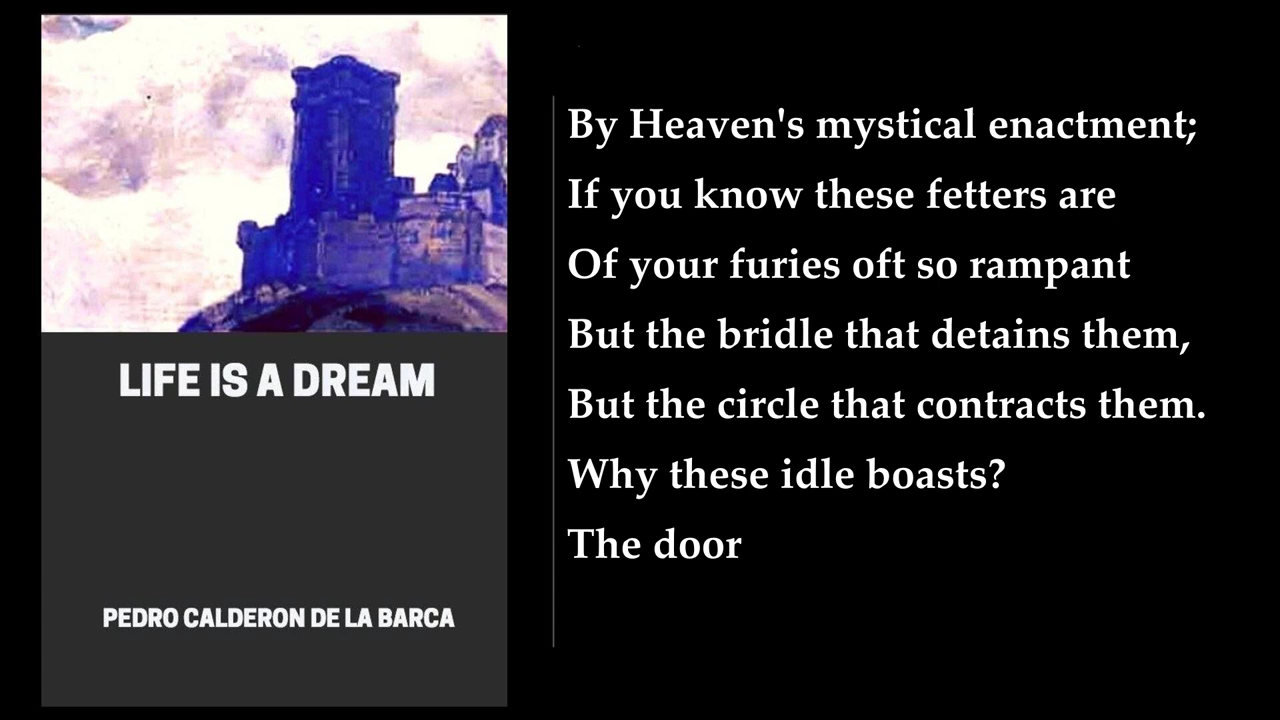 LIFE IS A DREAM
PEDRO CALDERON DE LA BARCA
By Heaven's mystical enactment;
If you know these fetters are
Of your furies oft so rampant
But the bridle that detains them,
But the circle that contracts them.
Why these idle boasts?
The door